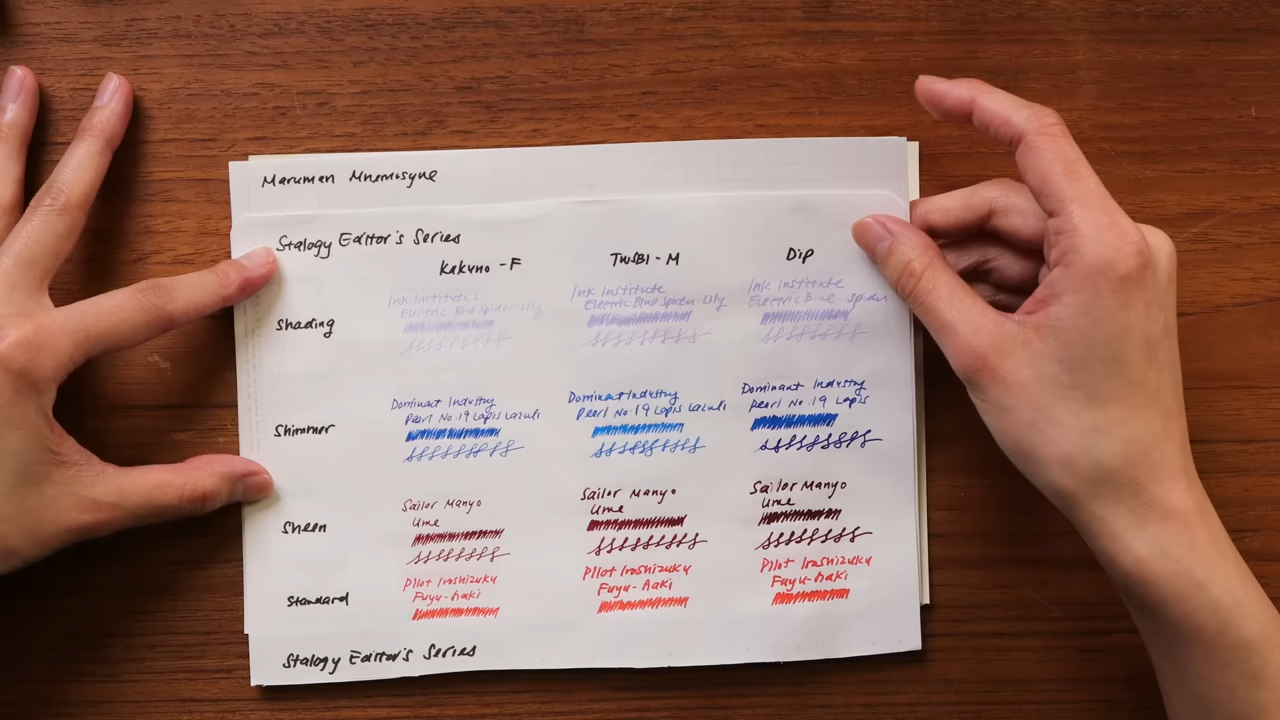 Maruman Mnemosyne
Stalogy Editor's Series
Kakuno - F
TWSBI - M
Dip
Shading
Ink Institute
Electric Blue Spider Lily
Ink Institute
Electric Blue Spider Lily
Ink Institute
Electric Blue Spider
Shimmer
Dominant Industry
Pearl No.19 Lapis Lazuli
Dominant Industry
Pearl No.19 Lapis Lazuli
Dominant Industry
Pearl No.19 Lapis
Sheen
Sailor Manyo
Ume
Sailor Manyo
Ume
Sailor Manyo
Ume
Standard
Pilot Iroshizuku
Fuyu-gaki
Pilot Iroshizuku
Fuyu-gaki
Pilot Iroshizuku
Fuyu-gaki
Stalogy Editor's Series